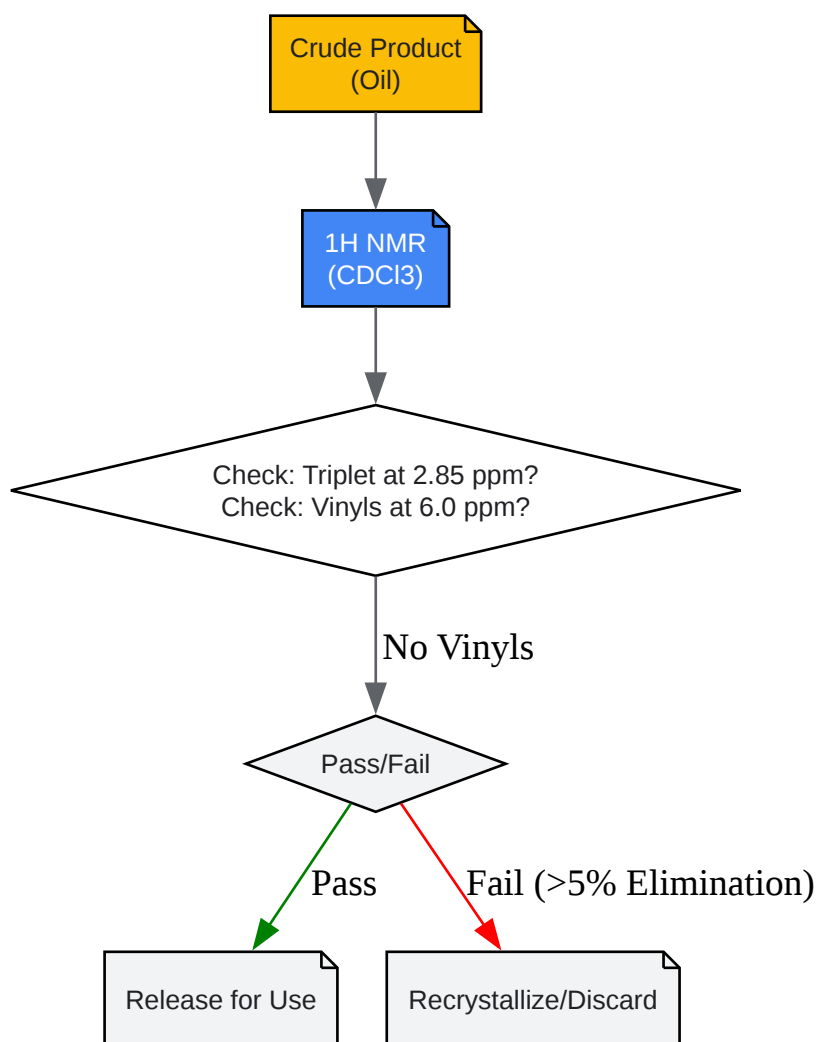 Crude Product
(Oil)
1H NMR
(CDCl3)
Check: Triplet at 2.85 ppm?
Check: Vinyls at 6.0 ppm?
No Vinyls
Pass/Fail
Pass
Fail (>5% Elimination)
Release for Use
Recrystallize/Discard